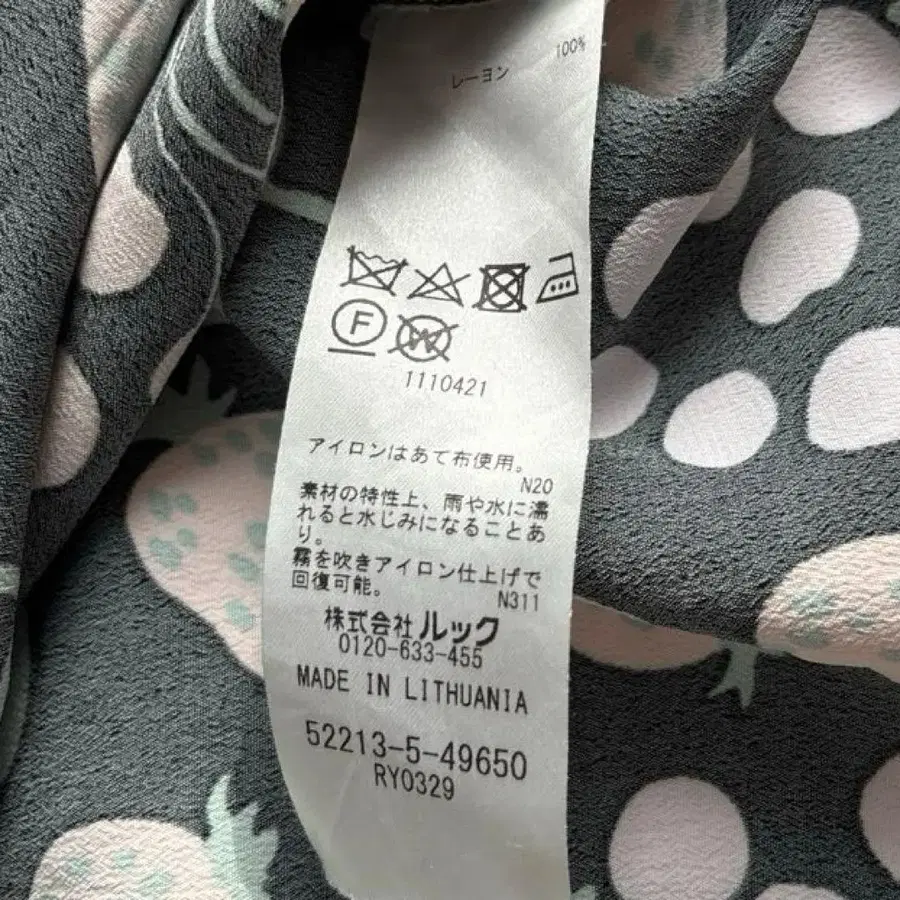 レーヨン 100%
F
W
1110421
アイロンはあて布使用。
N20
素材の特性上、雨や水に濡
れると水じみになることあ
り。
霧を吹きアイロン仕上げで
回復可能。
N311
株式会社ルック
0120-633-455
MADE IN LITHUANIA
52213-5-49650
RY0329